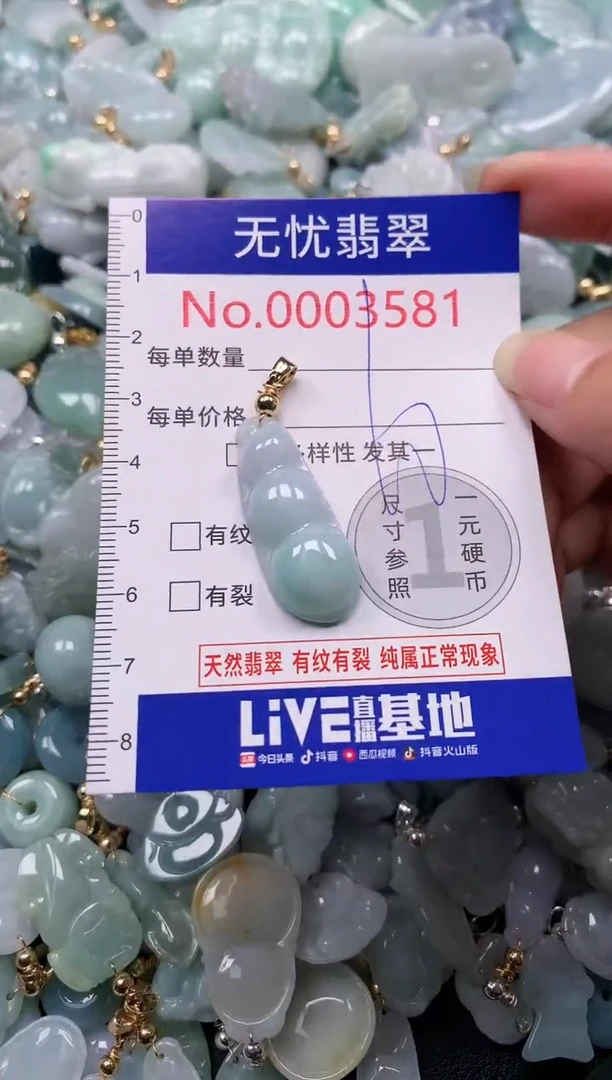 0
无忧翡翠
1
No.0003581
2
每单数量
3
每单价格
4
样性 发其一
5
有纹
尺寸参照
1
一元硬币
6
有裂
天然翡翠 有纹有裂 纯属正常现象
7
LiVE直播基地
8
头条 今日头条 抖音 西瓜视频 抖音火山版